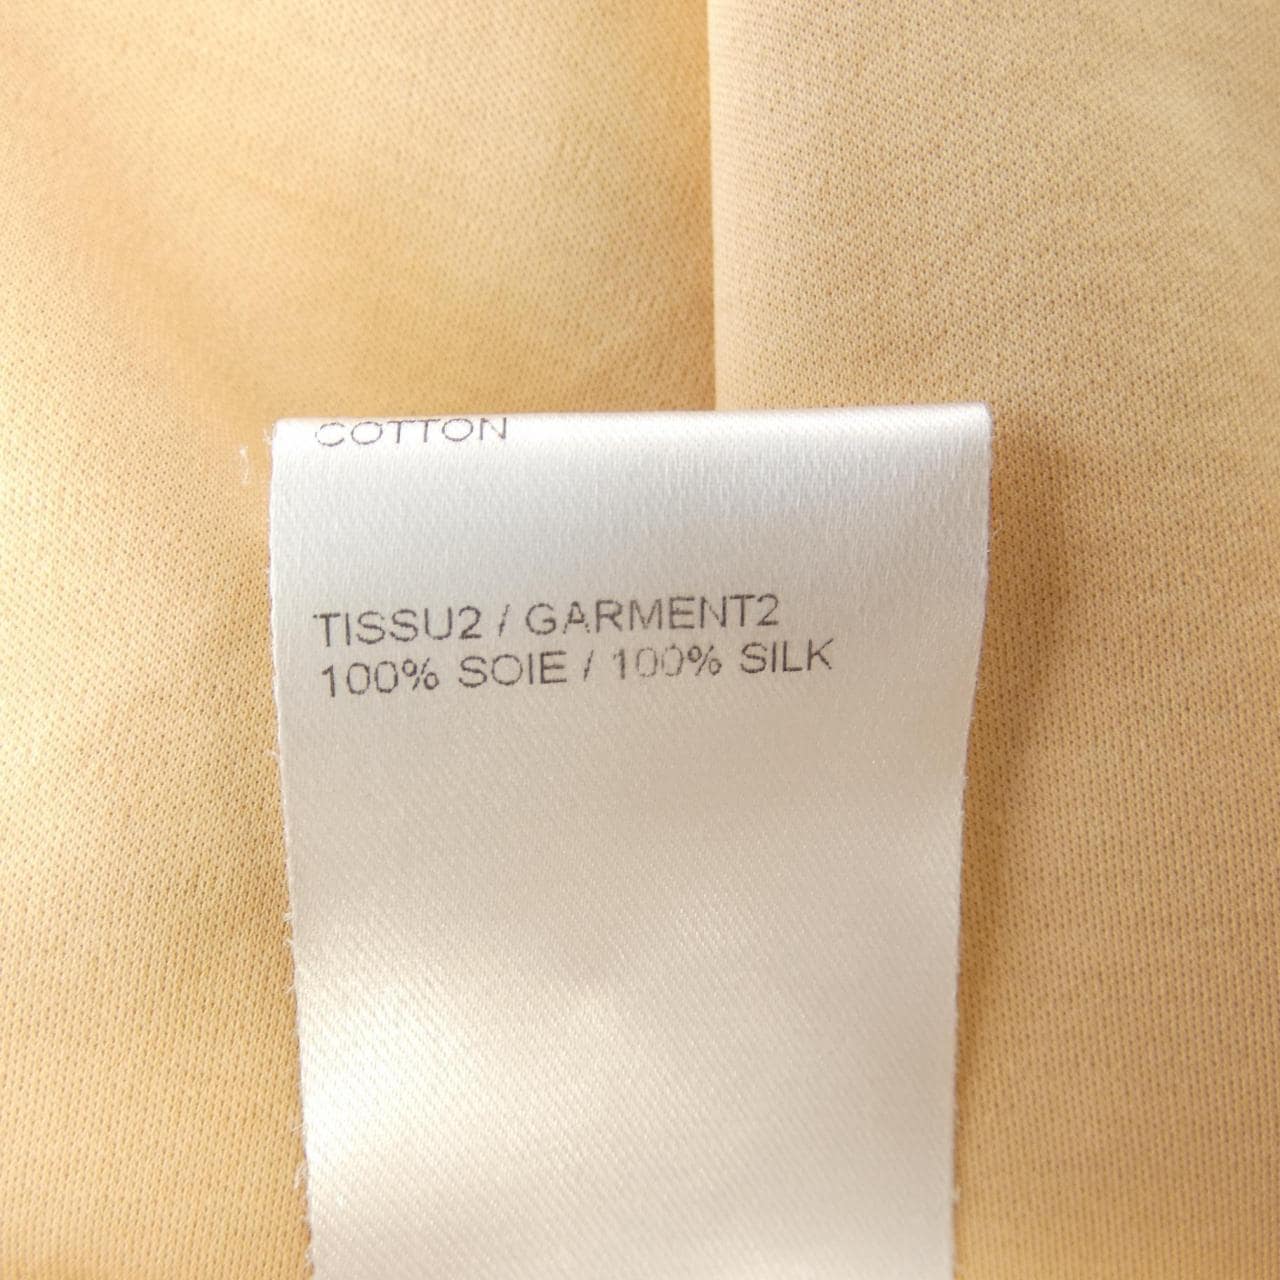 COTTON
TISSU2 / GARMENT2
100% SOIE / 100% SILK